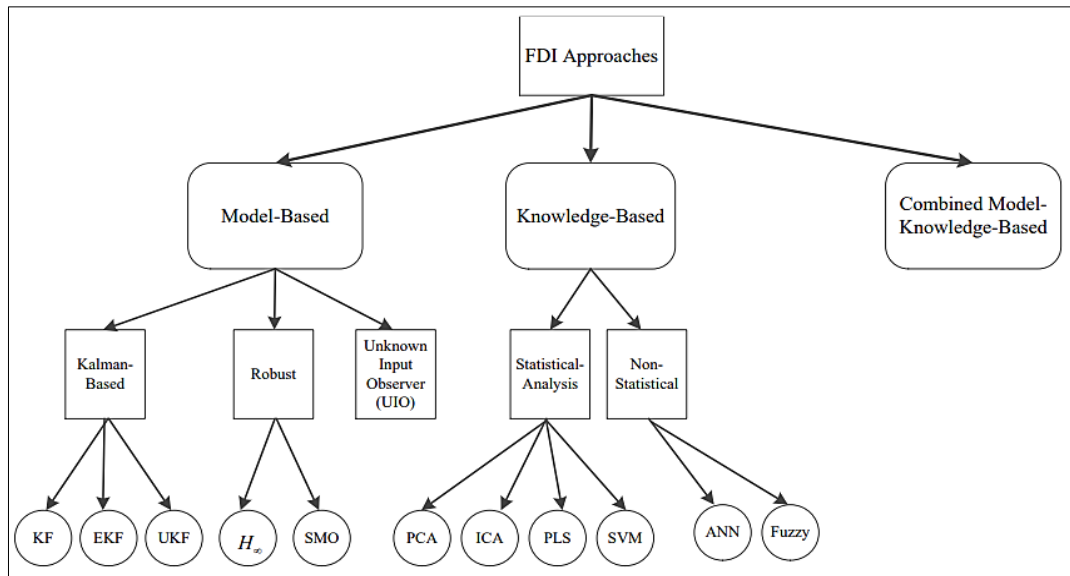 FDI Approaches
Model-Based
Knowledge-Based
Combined Model-
Knowledge-Based
Kalman-
Based
Robust
Unknown
Input
Observer
(UIO)
Statistical-
Analysis
Non-
Statistical
KF
EKF
UKF
H∞
SMO
PCA
ICA
PLS
SVM
ANN
Fuzzy